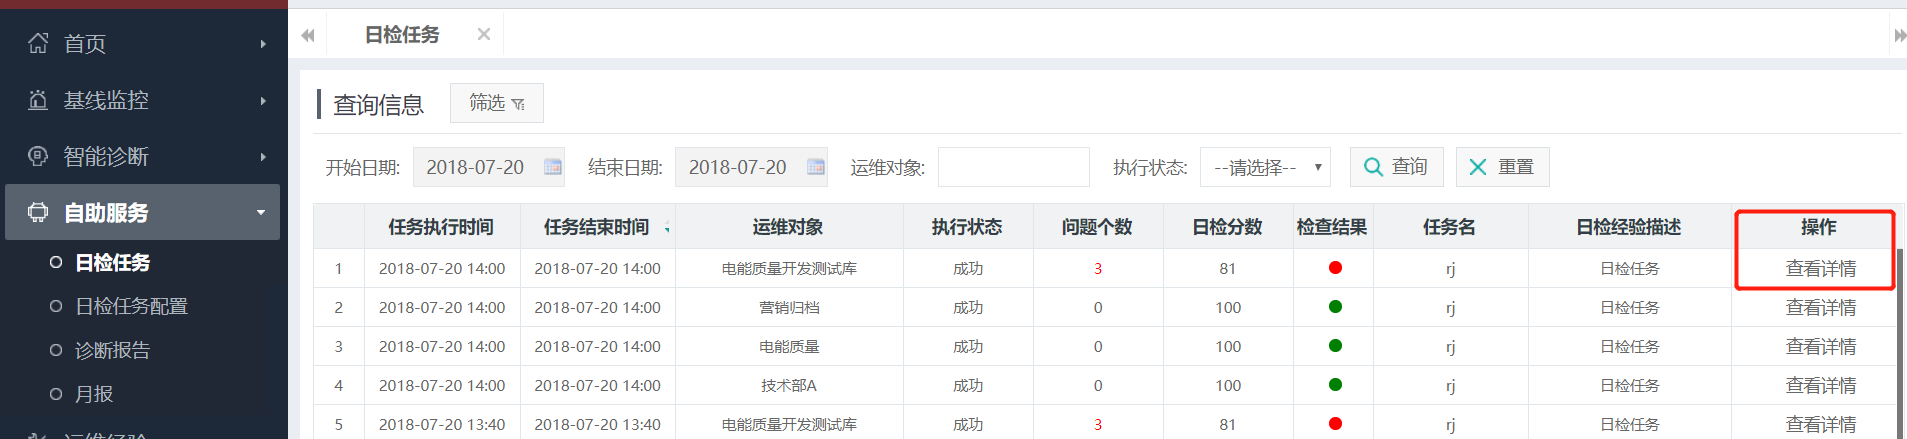 首页
基线监控
智能诊断
自助服务
日检任务
日检任务配置
诊断报告
月报
日检任务
查询信息 筛选
开始日期: 2018-07-20 结束日期: 2018-07-20 运维对象: 执行状态: --请选择-- 查询 重置
任务执行时间 任务结束时间 运维对象 执行状态 问题个数 日检分数 检查结果 任务名 日检经验描述 操作
1 2018-07-20 14:00 2018-07-20 14:00 电能质量开发测试库 成功 3 81 rj 日检任务 查看详情
2 2018-07-20 14:00 2018-07-20 14:00 营销归档 成功 0 100 rj 日检任务 查看详情
3 2018-07-20 14:00 2018-07-20 14:00 电能质量 成功 0 100 rj 日检任务 查看详情
4 2018-07-20 14:00 2018-07-20 14:00 技术部A 成功 0 100 rj 日检任务 查看详情
5 2018-07-20 13:40 2018-07-20 13:40 电能质量开发测试库 成功 3 81 rj 日检任务 查看详情